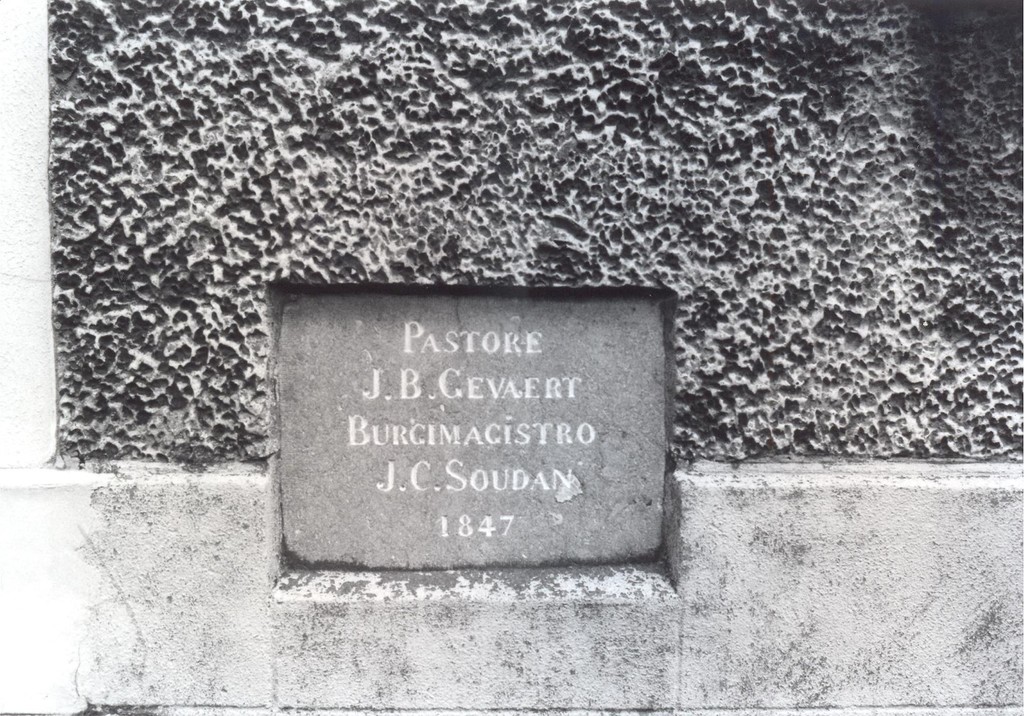 PASTORE
J.B.GEVAERT
BURGIMAGISTRO
J.C.SOUDAN
1847